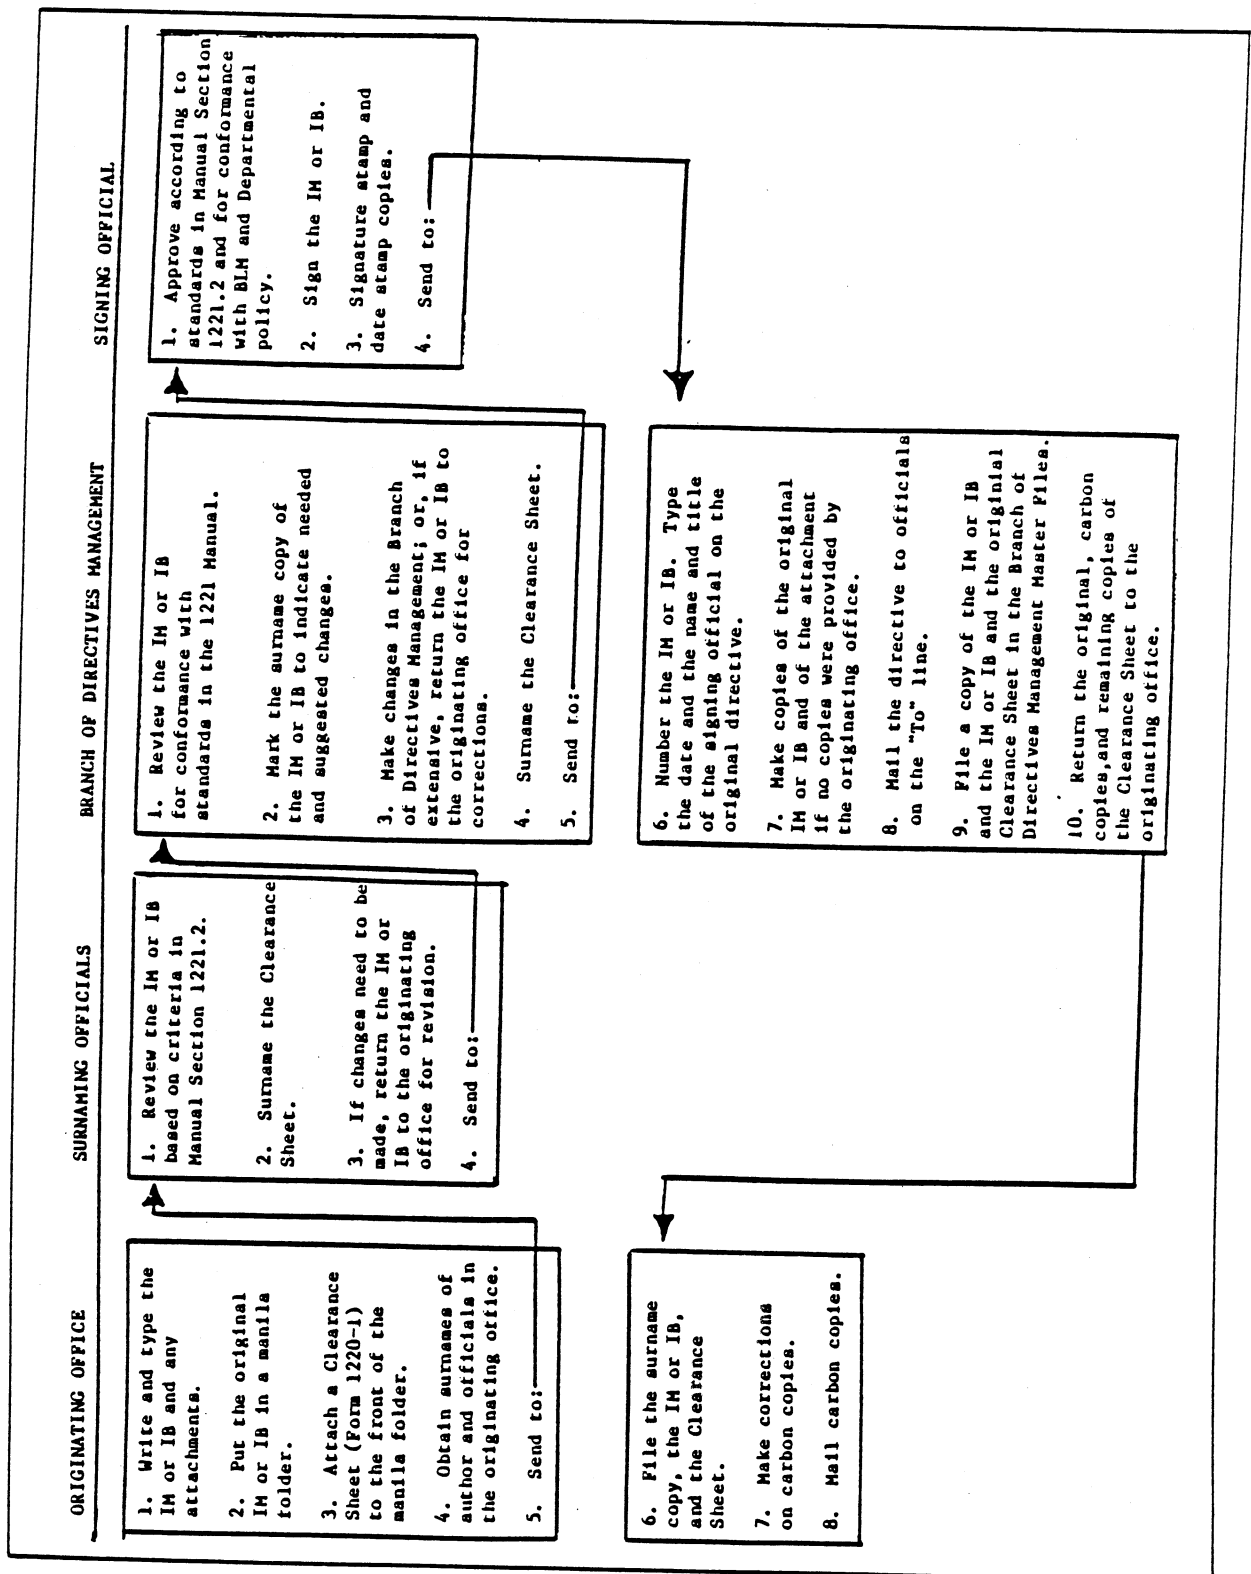 ORIGINATING OFFICE
SURNAMING OFFICIALS
BRANCH OF DIRECTIVES MANAGEMENT
SIGNING OFFICIAL
1. Write and type the
IM or IB and any
attachments.
2. Put the original
IM or IB in a manila
folder.
3. Attach a Clearance
Sheet (Form 1220-1)
to the front of the
manila folder.
4. Obtain surnames of
author and officials in
the originating office.
5. Send to:
1. Review the IM or IB
based on criteria in
Manual Section 1221.2.
2. Surname the Clearance
Sheet.
3. If changes need to be
made, return the IM or
IB to the originating
office for revision.
4. Send to:
1. Review the IM or IB
for conformance with
standards in the 1221 Manual.
2. Mark the surname copy of
the IM or IB to indicate needed
and suggested changes.
3. Make changes in the Branch
of Directives Management; or, if
extensive, return the IM or IB to
the originating office for
corrections.
4. Surname the Clearance Sheet.
5. Send to:
1. Approve according to
standards in Manual Section
1221.2 and for conformance
with BLM and Departmental
policy.
2. Sign the IM or IB.
3. Signature stamp and
date stamp copies.
4. Send to:
6. Number the IM or IB. Type
the date and the name and title
of the signing official on the
original directive.
7. Make copies of the original
IM or IB and of the attachment
if no copies were provided by
the originating office.
8. Mail the directive to officials
on the "To" line.
9. File a copy of the IM or IB
and the IM or IB and the originial
Clearance Sheet in the Branch of
Directives Management Master Files.
10. Return the original, carbon
copies,and remaining copies of
the Clearance Sheet to the
originating office.
6. File the surname
copy, the IM or IB,
and the Clearance
Sheet.
7. Make corrections
on carbon copies.
8. Mail carbon copies.